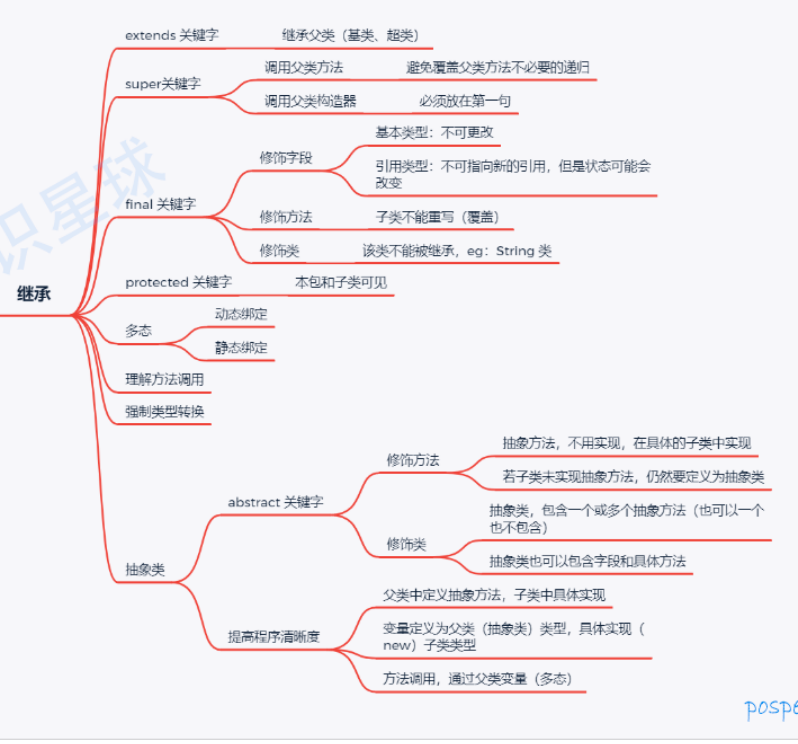 extends 关键字
继承父类（基类、超类）
super关键字
调用父类方法
避免覆盖父类方法不必要的递归
调用父类构造器
必须放在第一句
final 关键字
修饰字段
基本类型：不可更改
引用类型：不可指向新的引用，但是状态可能会
改变
修饰方法
子类不能重写（覆盖）
修饰类
该类不能被继承，eg：String 类
识星球
继承
protected 关键字
本包和子类可见
多态
动态绑定
静态绑定
理解方法调用
强制类型转换
抽象类
abstract 关键字
修饰方法
抽象方法，不用实现，在具体的子类中实现
若子类未实现抽象方法，仍然要定义为抽象类
修饰类
抽象类，包含一个或多个抽象方法（也可以一个
也不包含）
抽象类也可以包含字段和具体方法
提高程序清晰度
父类中定义抽象方法，子类中具体实现
变量定义为父类（抽象类）类型，具体实现（
new）子类类型
方法调用，通过父类变量（多态）